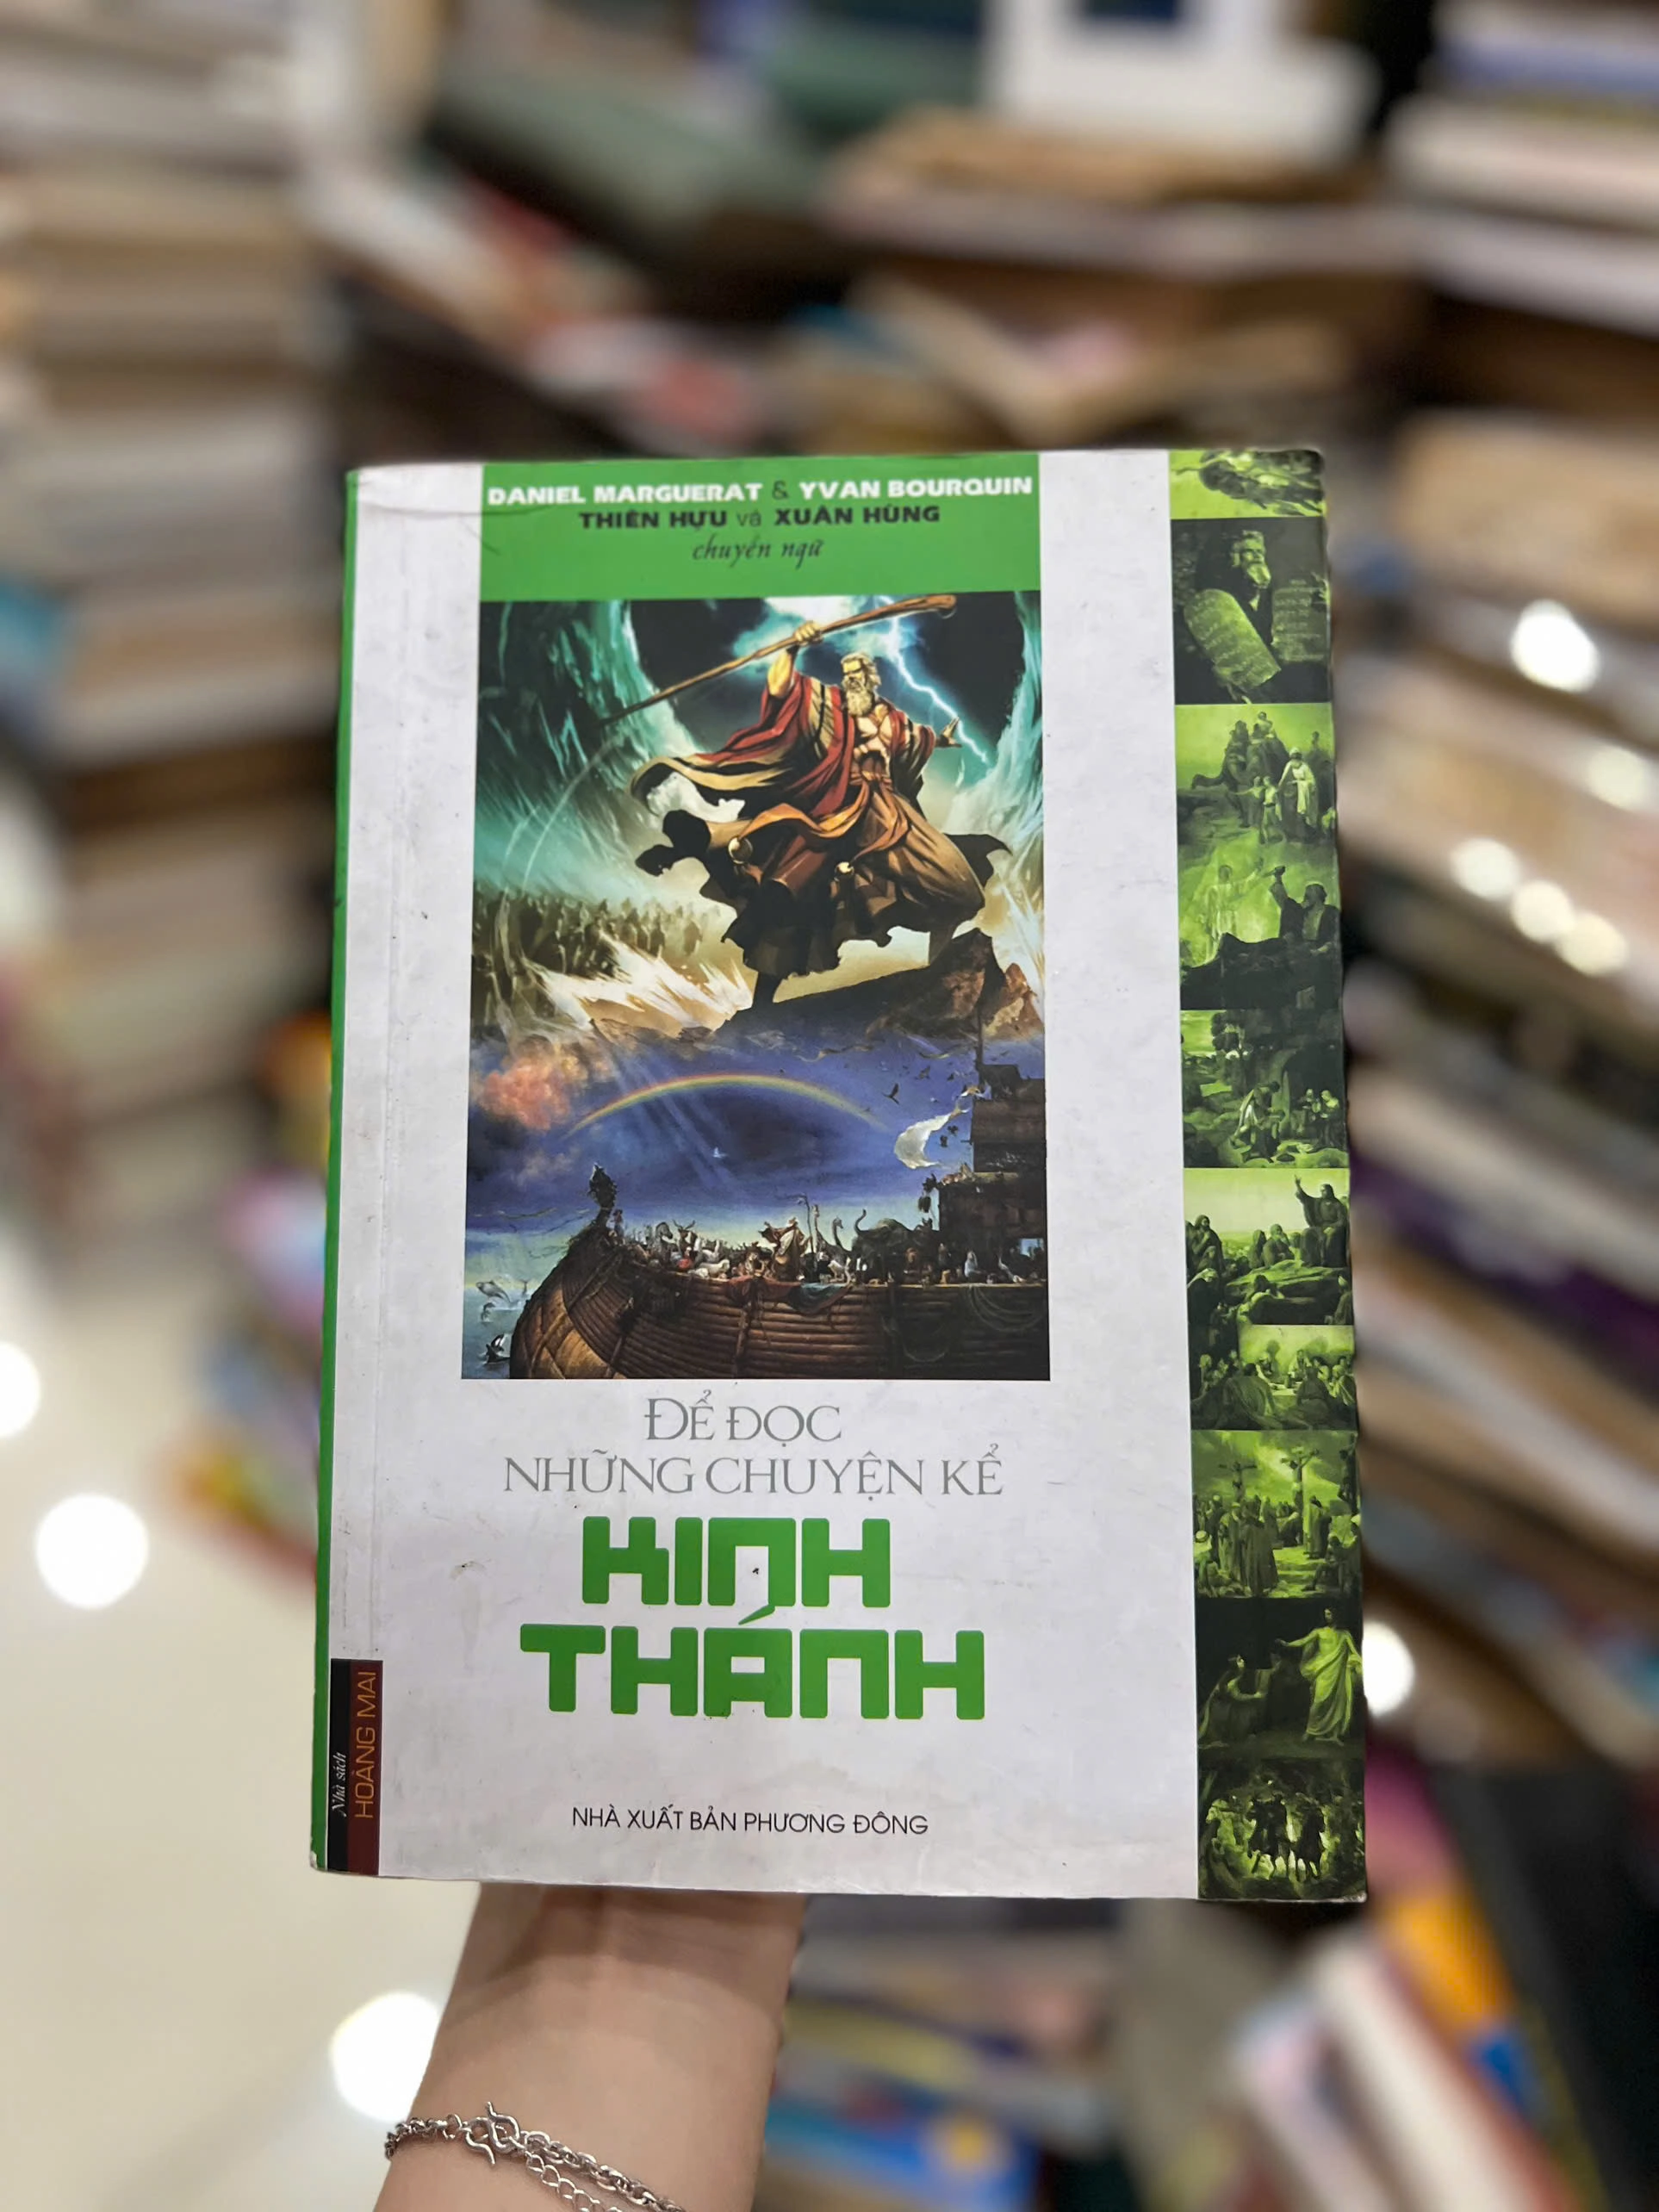 DANIEL MARGUERAT & YVAN BOURQUIN
THIÊN HỰU và XUÂN HÙNG
chuyển ngữ
ĐỂ ĐỌC
NHỮNG CHUYỆN KỂ
KINH
THÁNH
Nhà sách
HOÀNG MAI
NHÀ XUẤT BẢN PHƯƠNG ĐÔNG